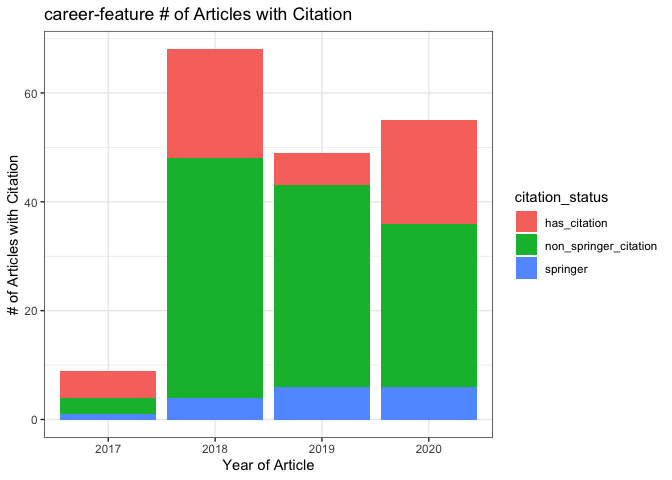 career-feature # of Articles with Citation
# of Articles with Citation
60
40
20
0
2017 2018 2019 2020
Year of Article
citation_status
has_citation
non_springer_citation
springer